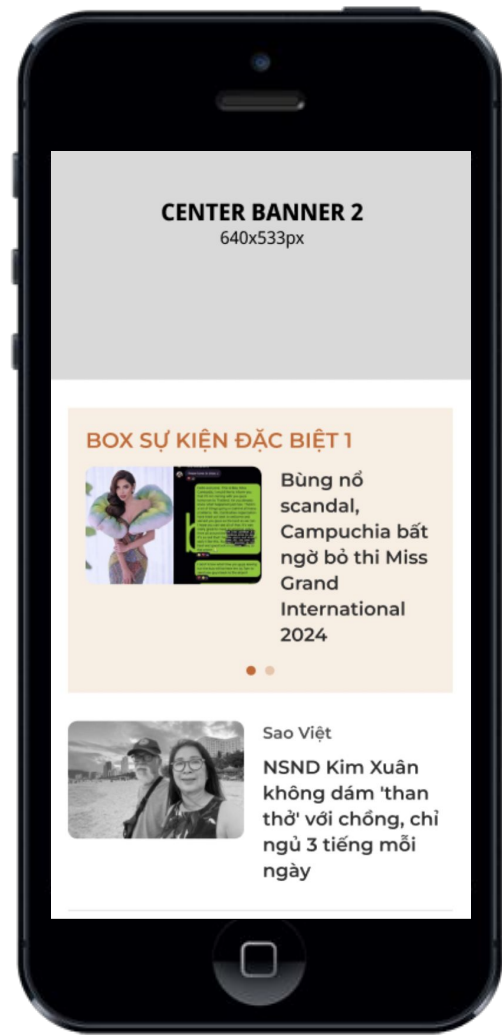 CENTER BANNER 2
640x533px
BOX SỰ KIỆN ĐẶC BIỆT 1
Bùng nổ
scandal,
Campuchia bất
ngờ bỏ thi Miss
Grand
International
2024
Sao Việt
NSND Kim Xuân
không dám 'than
thở' với chồng, chỉ
ngủ 3 tiếng mỗi
ngày